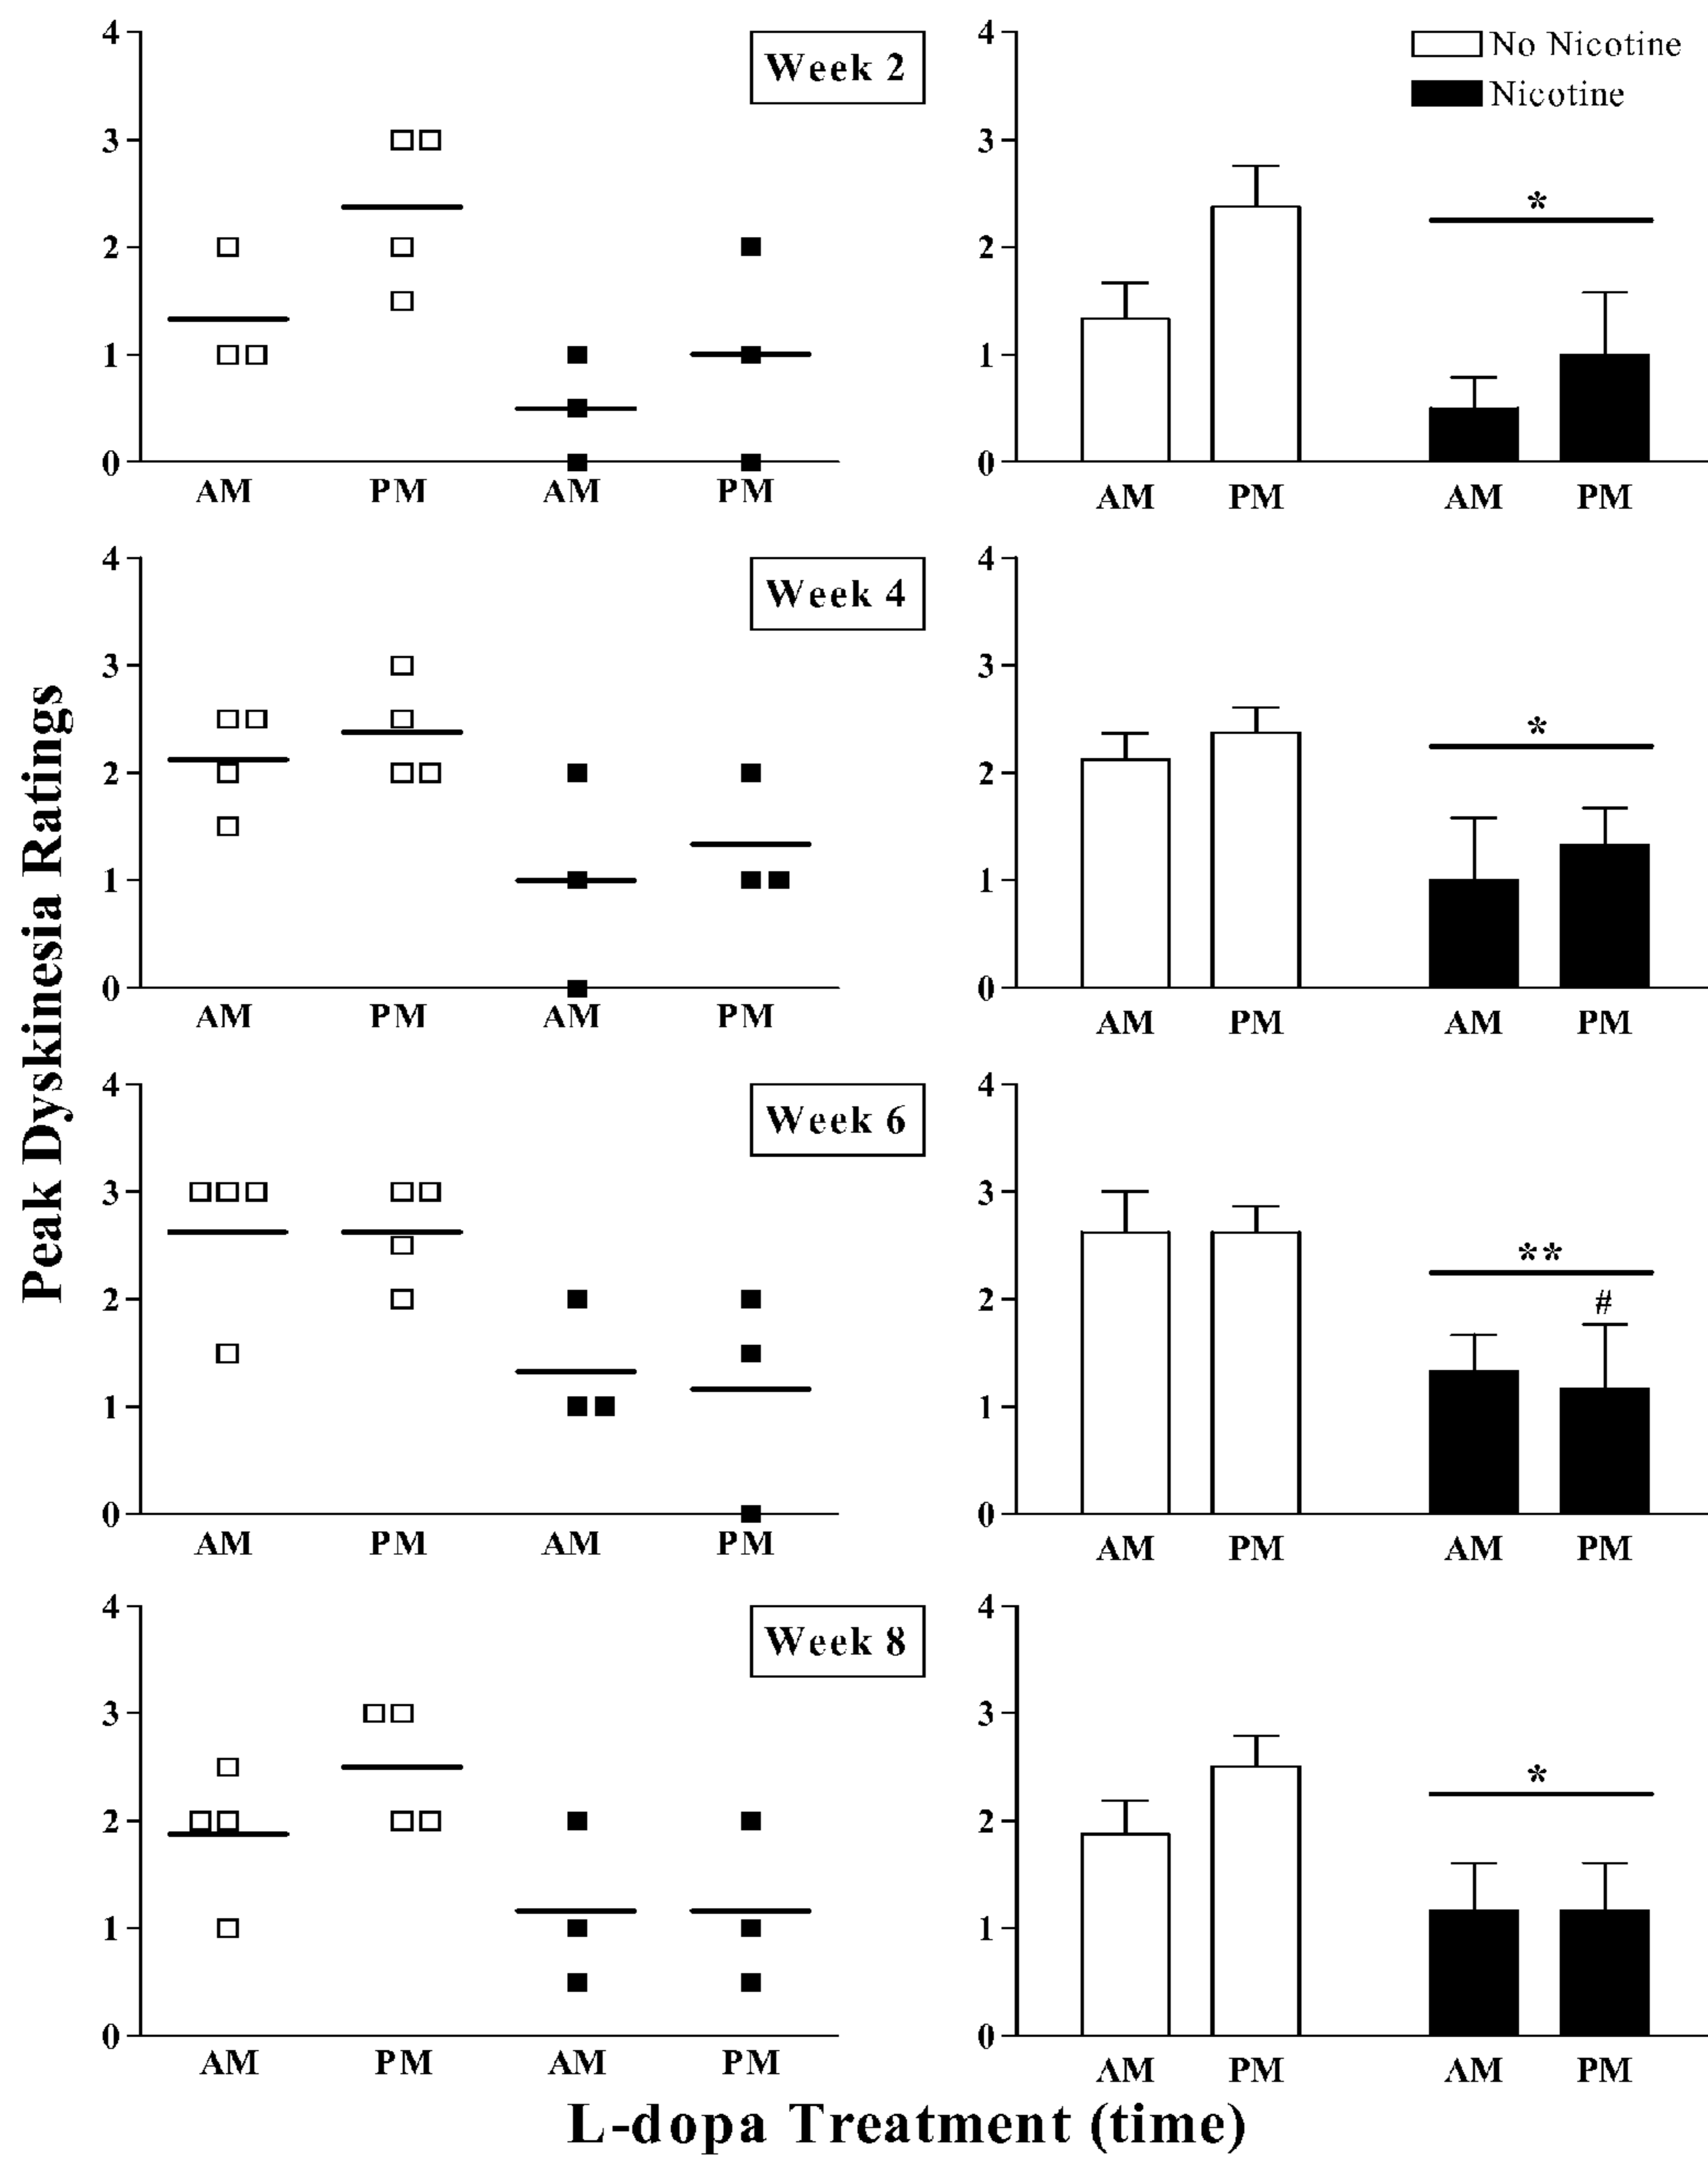 Peak Dyskinesia Ratings
4
3
2
1
0
Week 2
AM PM AM PM
4
3
2
1
0
No Nicotine
Nicotine
*
AM PM AM PM
4
3
2
1
0
Week 4
AM PM AM PM
4
3
2
1
0
*
AM PM AM PM
4
3
2
1
0
Week 6
AM PM AM PM
4
3
2
1
0
**
#
AM PM AM PM
4
3
2
1
0
Week 8
AM PM AM PM
4
3
2
1
0
*
AM PM AM PM
L-dopa Treatment (time)